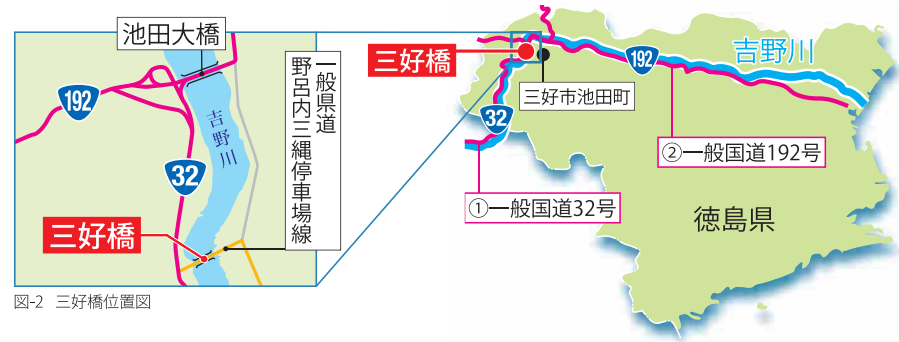 池田大橋
192
吉野川
32
一般県道
野呂内三縄停車場線
三好橋
図-2 三好橋位置図
三好橋
192
吉野川
三好市池田町
32
②一般国道192号
①一般国道32号
徳島県